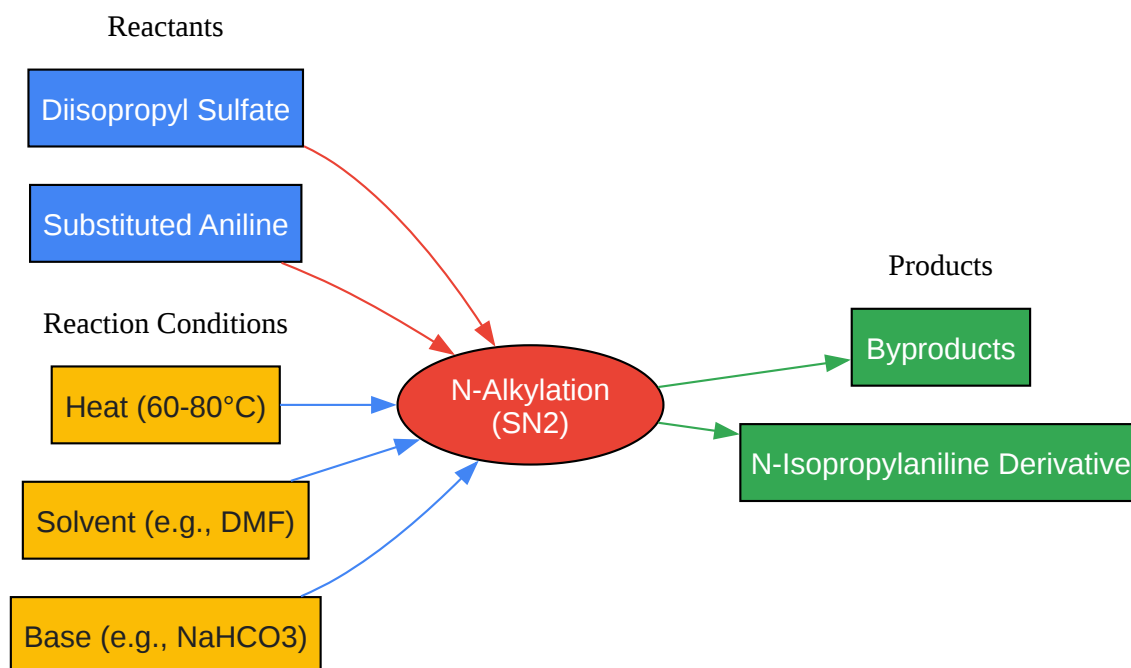 Reactants
Diisopropyl Sulfate
Substituted Aniline
Reaction Conditions
Heat (60-80°C)
Solvent (e.g., DMF)
Base (e.g., NaHCO3)
N-Alkylation
(SN2)
Products
Byproducts
N-Isopropylaniline Derivative